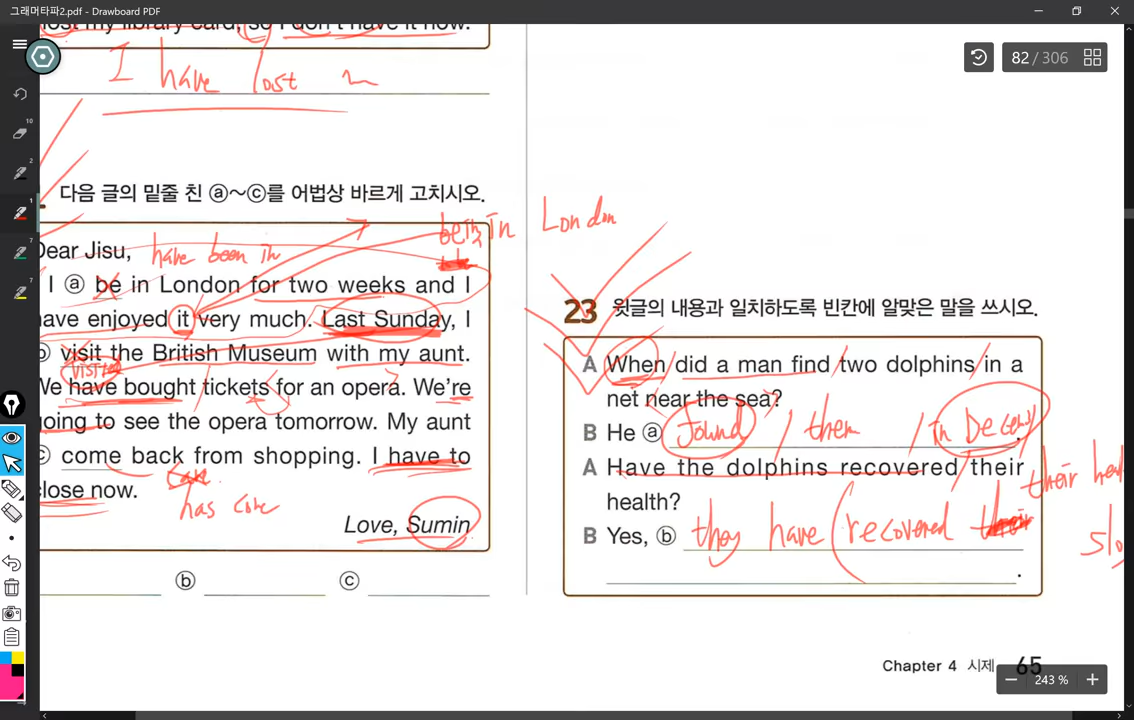 그래머타파2.pdf - Drawboard PDF
lost my library card, so I don't have it now.
82 / 306
I have lost
다음 글의 밑줄 친 ⓐ~ⓒ를 어법상 바르게 고치시오.
being in London
Dear Jisu,
have been in
I ⓐ be in London for two weeks and I
have enjoyed it very much. Last Sunday, I
ⓑ visit the British Museum with my aunt.
visited
We have bought tickets for an opera. We're
going to see the opera tomorrow. My aunt
ⓒ come back from shopping. I have to
close now.
has come
Love, Sumin
ⓑ ⓒ
23 윗글의 내용과 일치하도록 빈칸에 알맞은 말을 쓰시오.
A When did a man find two dolphins in a
net near the sea?
B He ⓐ found them in
A Have the dolphins recovered their
health?
their
B Yes, ⓑ they have recovered their
.
Chapter 4 시제 65
243 %